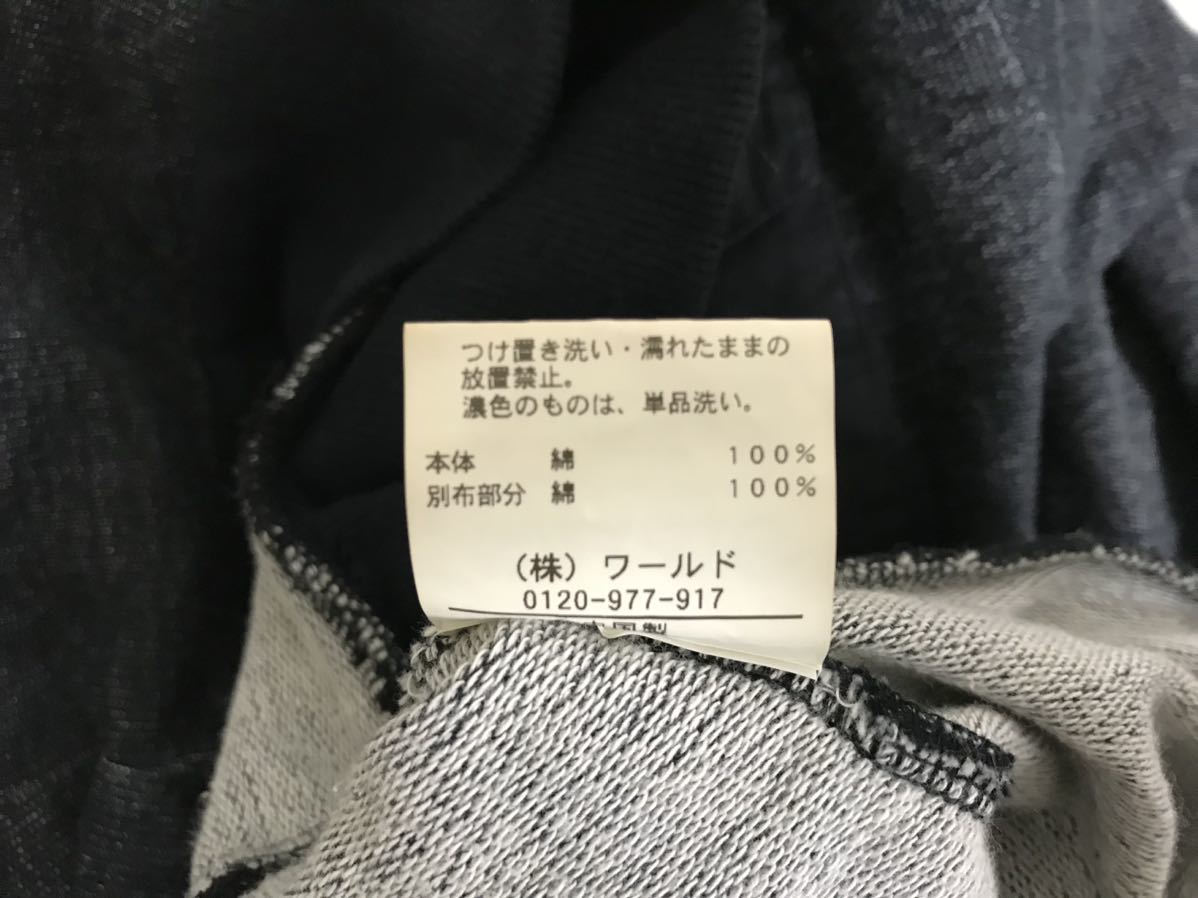 つけ置き洗い・濡れたままの
放置禁止。
濃色のものは、単品洗い。
本体 綿 100%
別布部分 綿 100%
(株) ワールド
0120-977-917
国製